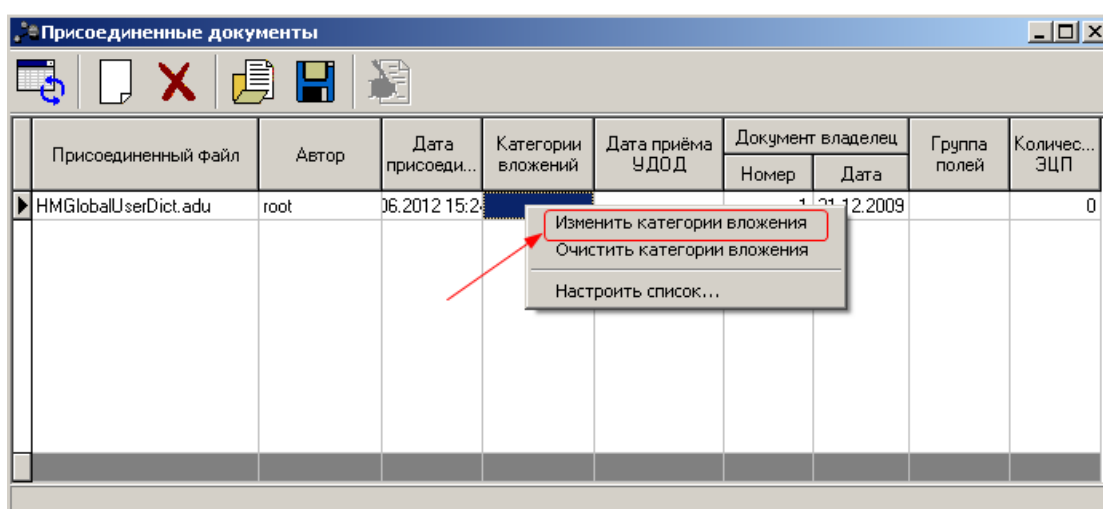 Присоединенные документы
Присоединенный файл
Автор
Дата
присоеди...
Категории
вложений
Дата приёма
УДОД
Документ владелец
Номер
Дата
Группа
полей
Количес...
ЭЦП
HMGlobalUserDict.adu root 06.2012 15:2 1 12.2009 0
Изменить категории вложения
Очистить категории вложения
Настроить список...